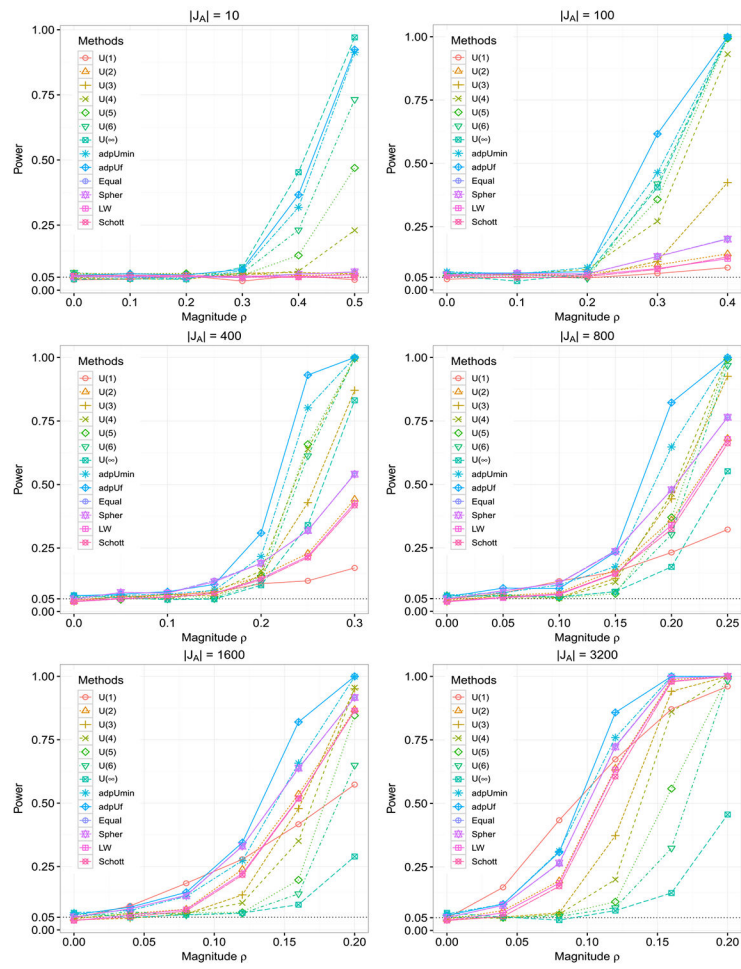 |J_A| = 10
Methods
U(1)
U(2)
U(3)
U(4)
U(5)
U(6)
U(∞)
adpUmin
adpUf
Equal
Spher
LW
Schott
Power
1.00
0.75
0.50
0.25
0.05
0.00
0.0 0.1 0.2 0.3 0.4 0.5
Magnitude ρ
|J_A| = 100
Methods
U(1)
U(2)
U(3)
U(4)
U(5)
U(6)
U(∞)
adpUmin
adpUf
Equal
Spher
LW
Schott
Power
1.00
0.75
0.50
0.25
0.05
0.00
0.0 0.1 0.2 0.3 0.4
Magnitude ρ
|J_A| = 400
Methods
U(1)
U(2)
U(3)
U(4)
U(5)
U(6)
U(∞)
adpUmin
adpUf
Equal
Spher
LW
Schott
Power
1.00
0.75
0.50
0.25
0.05
0.00
0.0 0.1 0.2 0.3
Magnitude ρ
|J_A| = 800
Methods
U(1)
U(2)
U(3)
U(4)
U(5)
U(6)
U(∞)
adpUmin
adpUf
Equal
Spher
LW
Schott
Power
1.00
0.75
0.50
0.25
0.05
0.00
0.00 0.05 0.10 0.15 0.20 0.25
Magnitude ρ
|J_A| = 1600
Methods
U(1)
U(2)
U(3)
U(4)
U(5)
U(6)
U(∞)
adpUmin
adpUf
Equal
Spher
LW
Schott
Power
1.00
0.75
0.50
0.25
0.05
0.00
0.00 0.05 0.10 0.15 0.20
Magnitude ρ
|J_A| = 3200
Methods
U(1)
U(2)
U(3)
U(4)
U(5)
U(6)
U(∞)
adpUmin
adpUf
Equal
Spher
LW
Schott
Power
1.00
0.75
0.50
0.25
0.05
0.00
0.00 0.05 0.10 0.15 0.20
Magnitude ρ